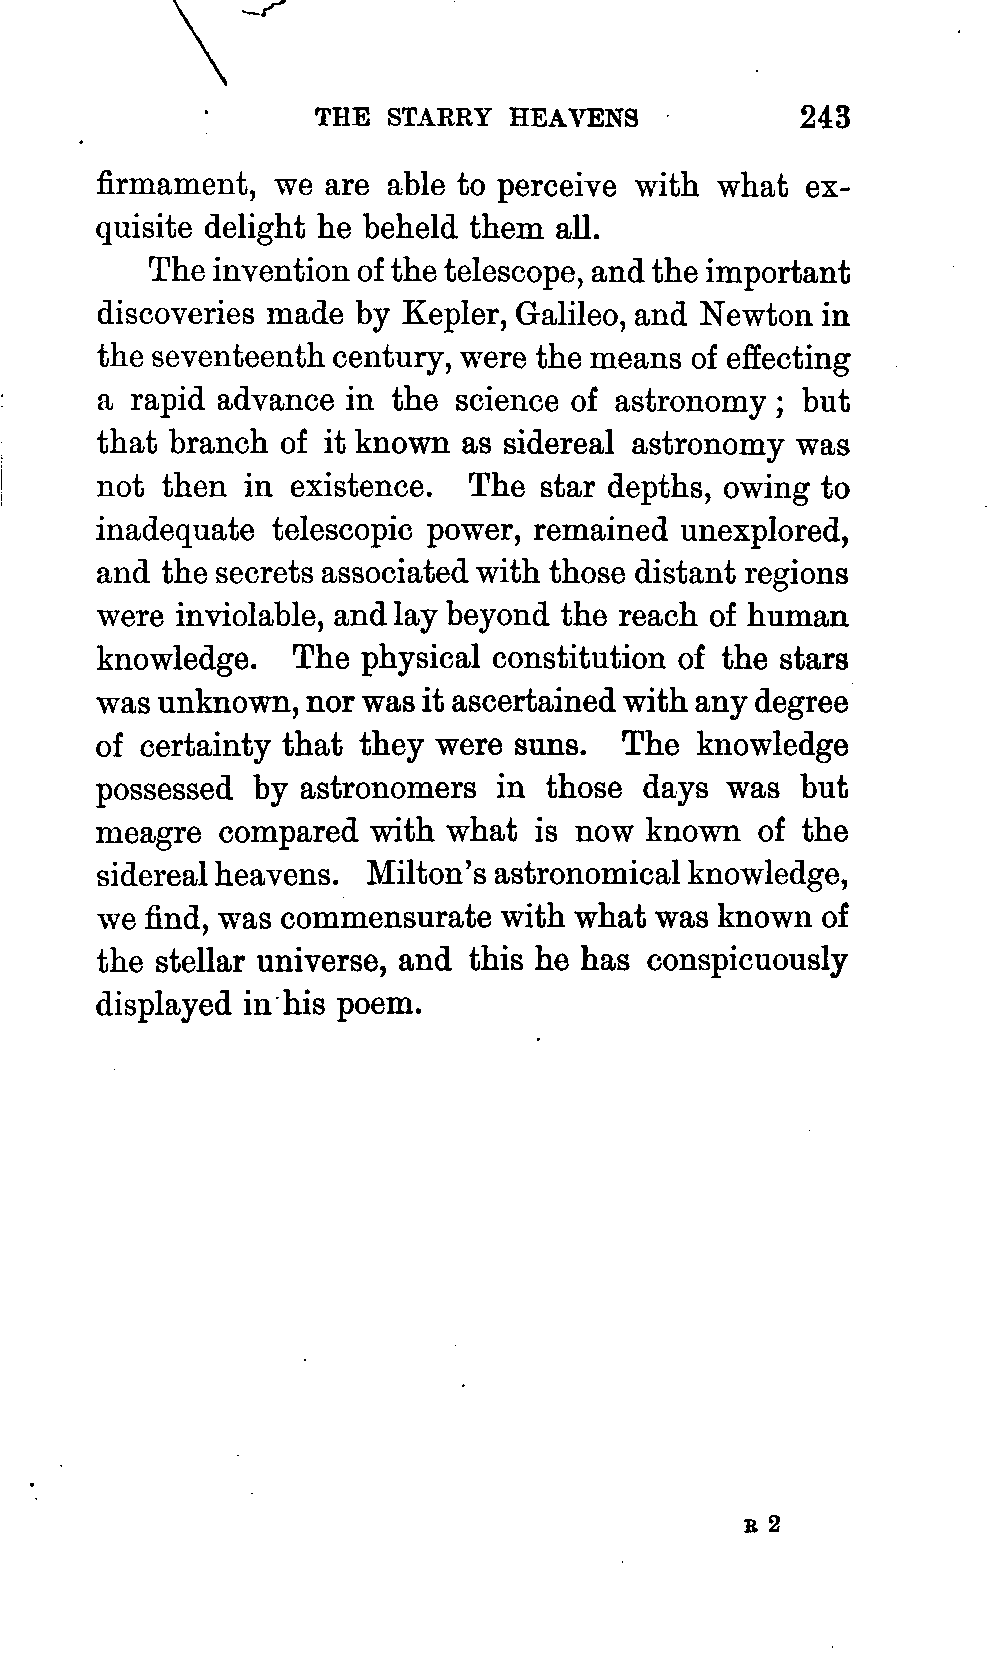 THE STARRY HEAVENS 243
firmament, we are able to perceive with what ex-
quisite delight he beheld them all.
The invention of the telescope, and the important
discoveries made by Kepler, Galileo, and Newton in
the seventeenth century, were the means of effecting
a rapid advance in the science of astronomy ; but
that branch of it known as sidereal astronomy was
not then in existence. The star depths, owing to
inadequate telescopic power, remained unexplored,
and the secrets associated with those distant regions
were inviolable, and lay beyond the reach of human
knowledge. The physical constitution of the stars
was unknown, nor was it ascertained with any degree
of certainty that they were suns. The knowledge
possessed by astronomers in those days was but
meagre compared with what is now known of the
sidereal heavens. Milton's astronomical knowledge,
we find, was commensurate with what was known of
the stellar universe, and this he has conspicuously
displayed in his poem.
R 2